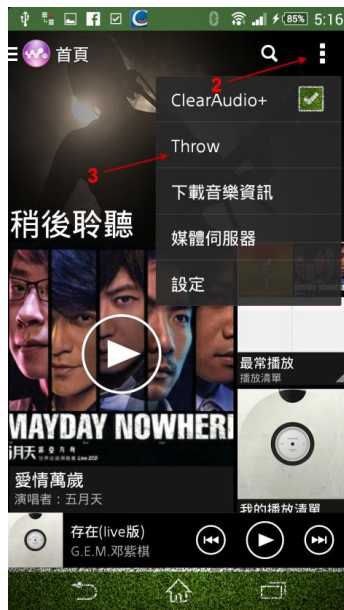 85% 5:16
首頁
2
ClearAudio+
Throw
3
下載音樂資訊
媒體伺服器
設定
稍後聆聽
MAYDAY NOWHERE
Live 2CD
愛情萬歲
演唱者：五月天
最常播放
播放清單
我的播放清單
存在(live版)
G.E.M.邓紫棋